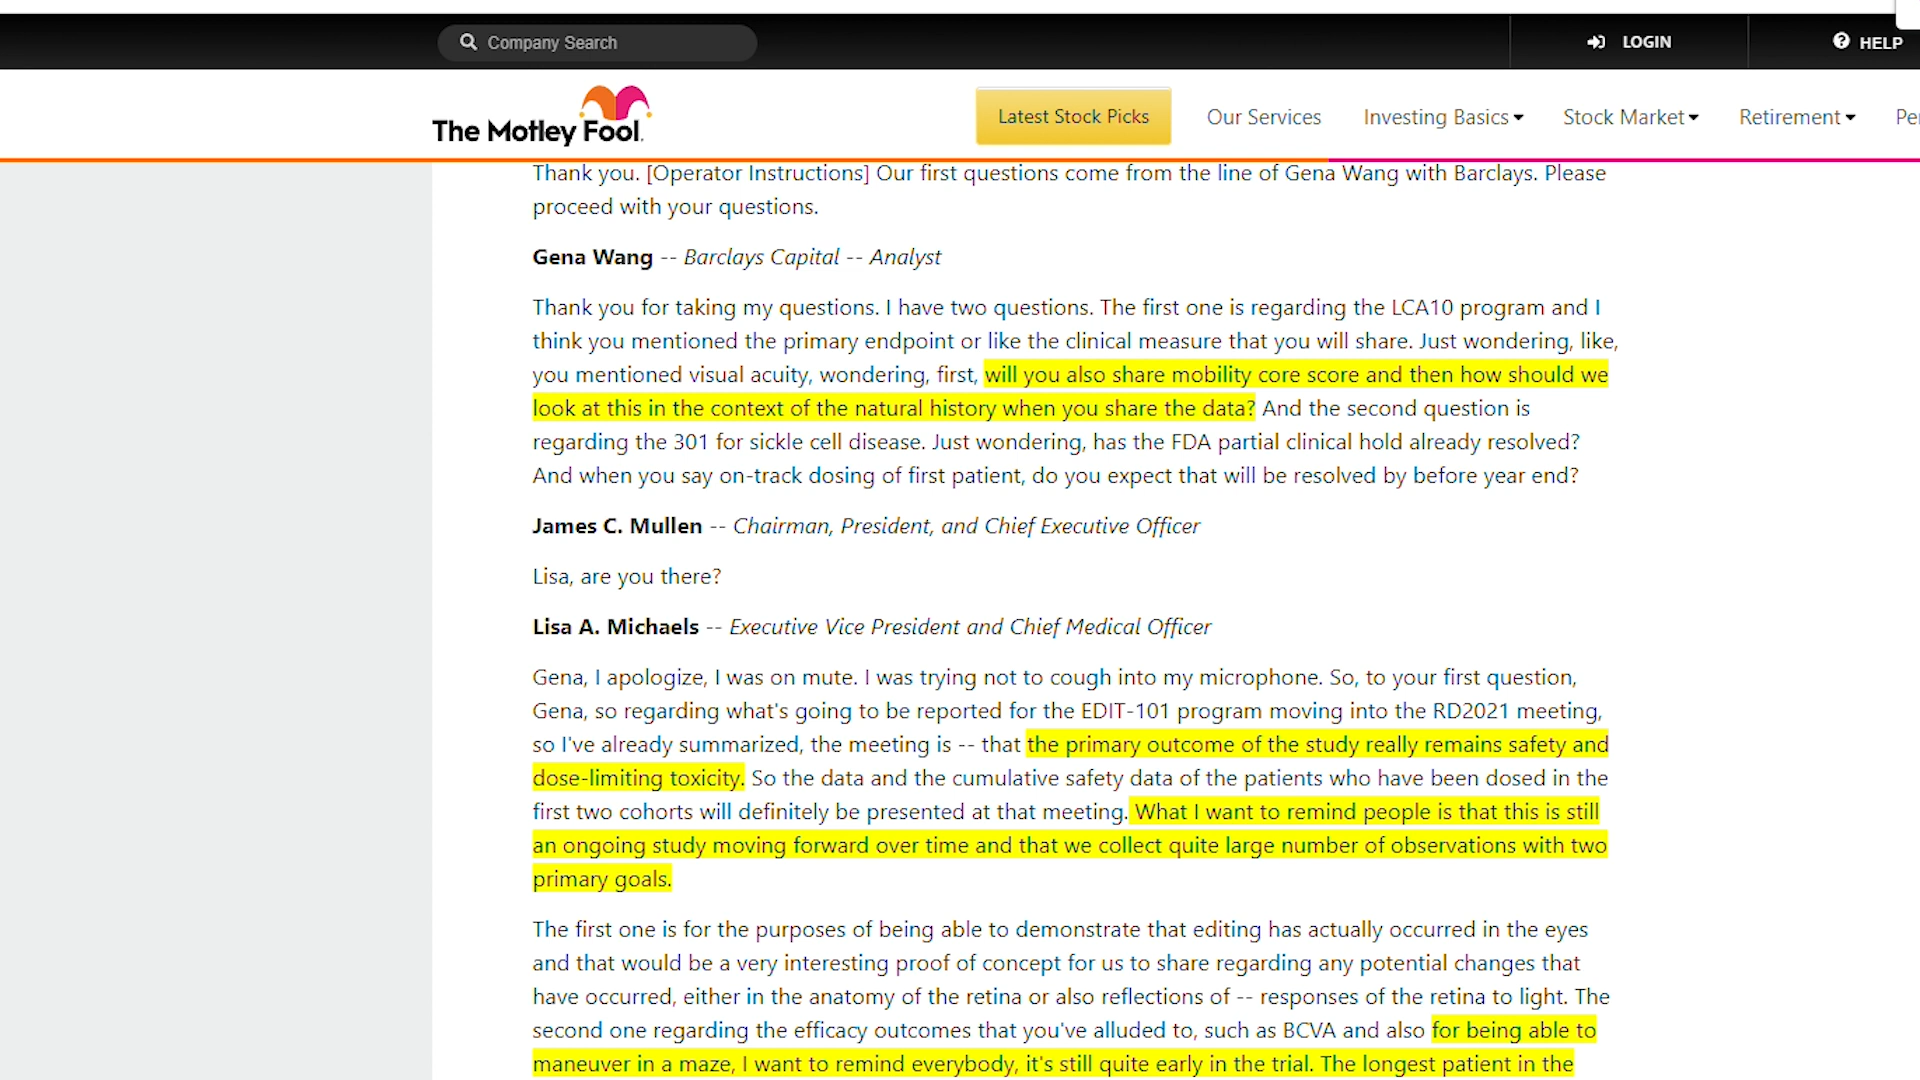 Company Search
LOGIN
HELP
The Motley Fool.
Latest Stock Picks
Our Services
Investing Basics
Stock Market
Retirement
Thank you. [Operator Instructions] Our first questions come from the line of Gena Wang with Barclays. Please
proceed with your questions.
Gena Wang -- Barclays Capital -- Analyst
Thank you for taking my questions. I have two questions. The first one is regarding the LCA10 program and I
think you mentioned the primary endpoint or like the clinical measure that you will share. Just wondering, like,
you mentioned visual acuity, wondering, first, will you also share mobility core score and then how should we
look at this in the context of the natural history when you share the data? And the second question is
regarding the 301 for sickle cell disease. Just wondering, has the FDA partial clinical hold already resolved?
And when you say on-track dosing of first patient, do you expect that will be resolved by before year end?
James C. Mullen -- Chairman, President, and Chief Executive Officer
Lisa, are you there?
Lisa A. Michaels -- Executive Vice President and Chief Medical Officer
Gena, I apologize, I was on mute. I was trying not to cough into my microphone. So, to your first question,
Gena, so regarding what's going to be reported for the EDIT-101 program moving into the RD2021 meeting,
so I've already summarized, the meeting is -- that the primary outcome of the study really remains safety and
dose-limiting toxicity. So the data and the cumulative safety data of the patients who have been dosed in the
first two cohorts will definitely be presented at that meeting. What I want to remind people is that this is still
an ongoing study moving forward over time and that we collect quite large number of observations with two
primary goals.
The first one is for the purposes of being able to demonstrate that editing has actually occurred in the eyes
and that would be a very interesting proof of concept for us to share regarding any potential changes that
have occurred, either in the anatomy of the retina or also reflections of -- responses of the retina to light. The
second one regarding the efficacy outcomes that you've alluded to, such as BCVA and also for being able to
maneuver in a maze, I want to remind everybody, it's still quite early in the trial. The longest patient in the